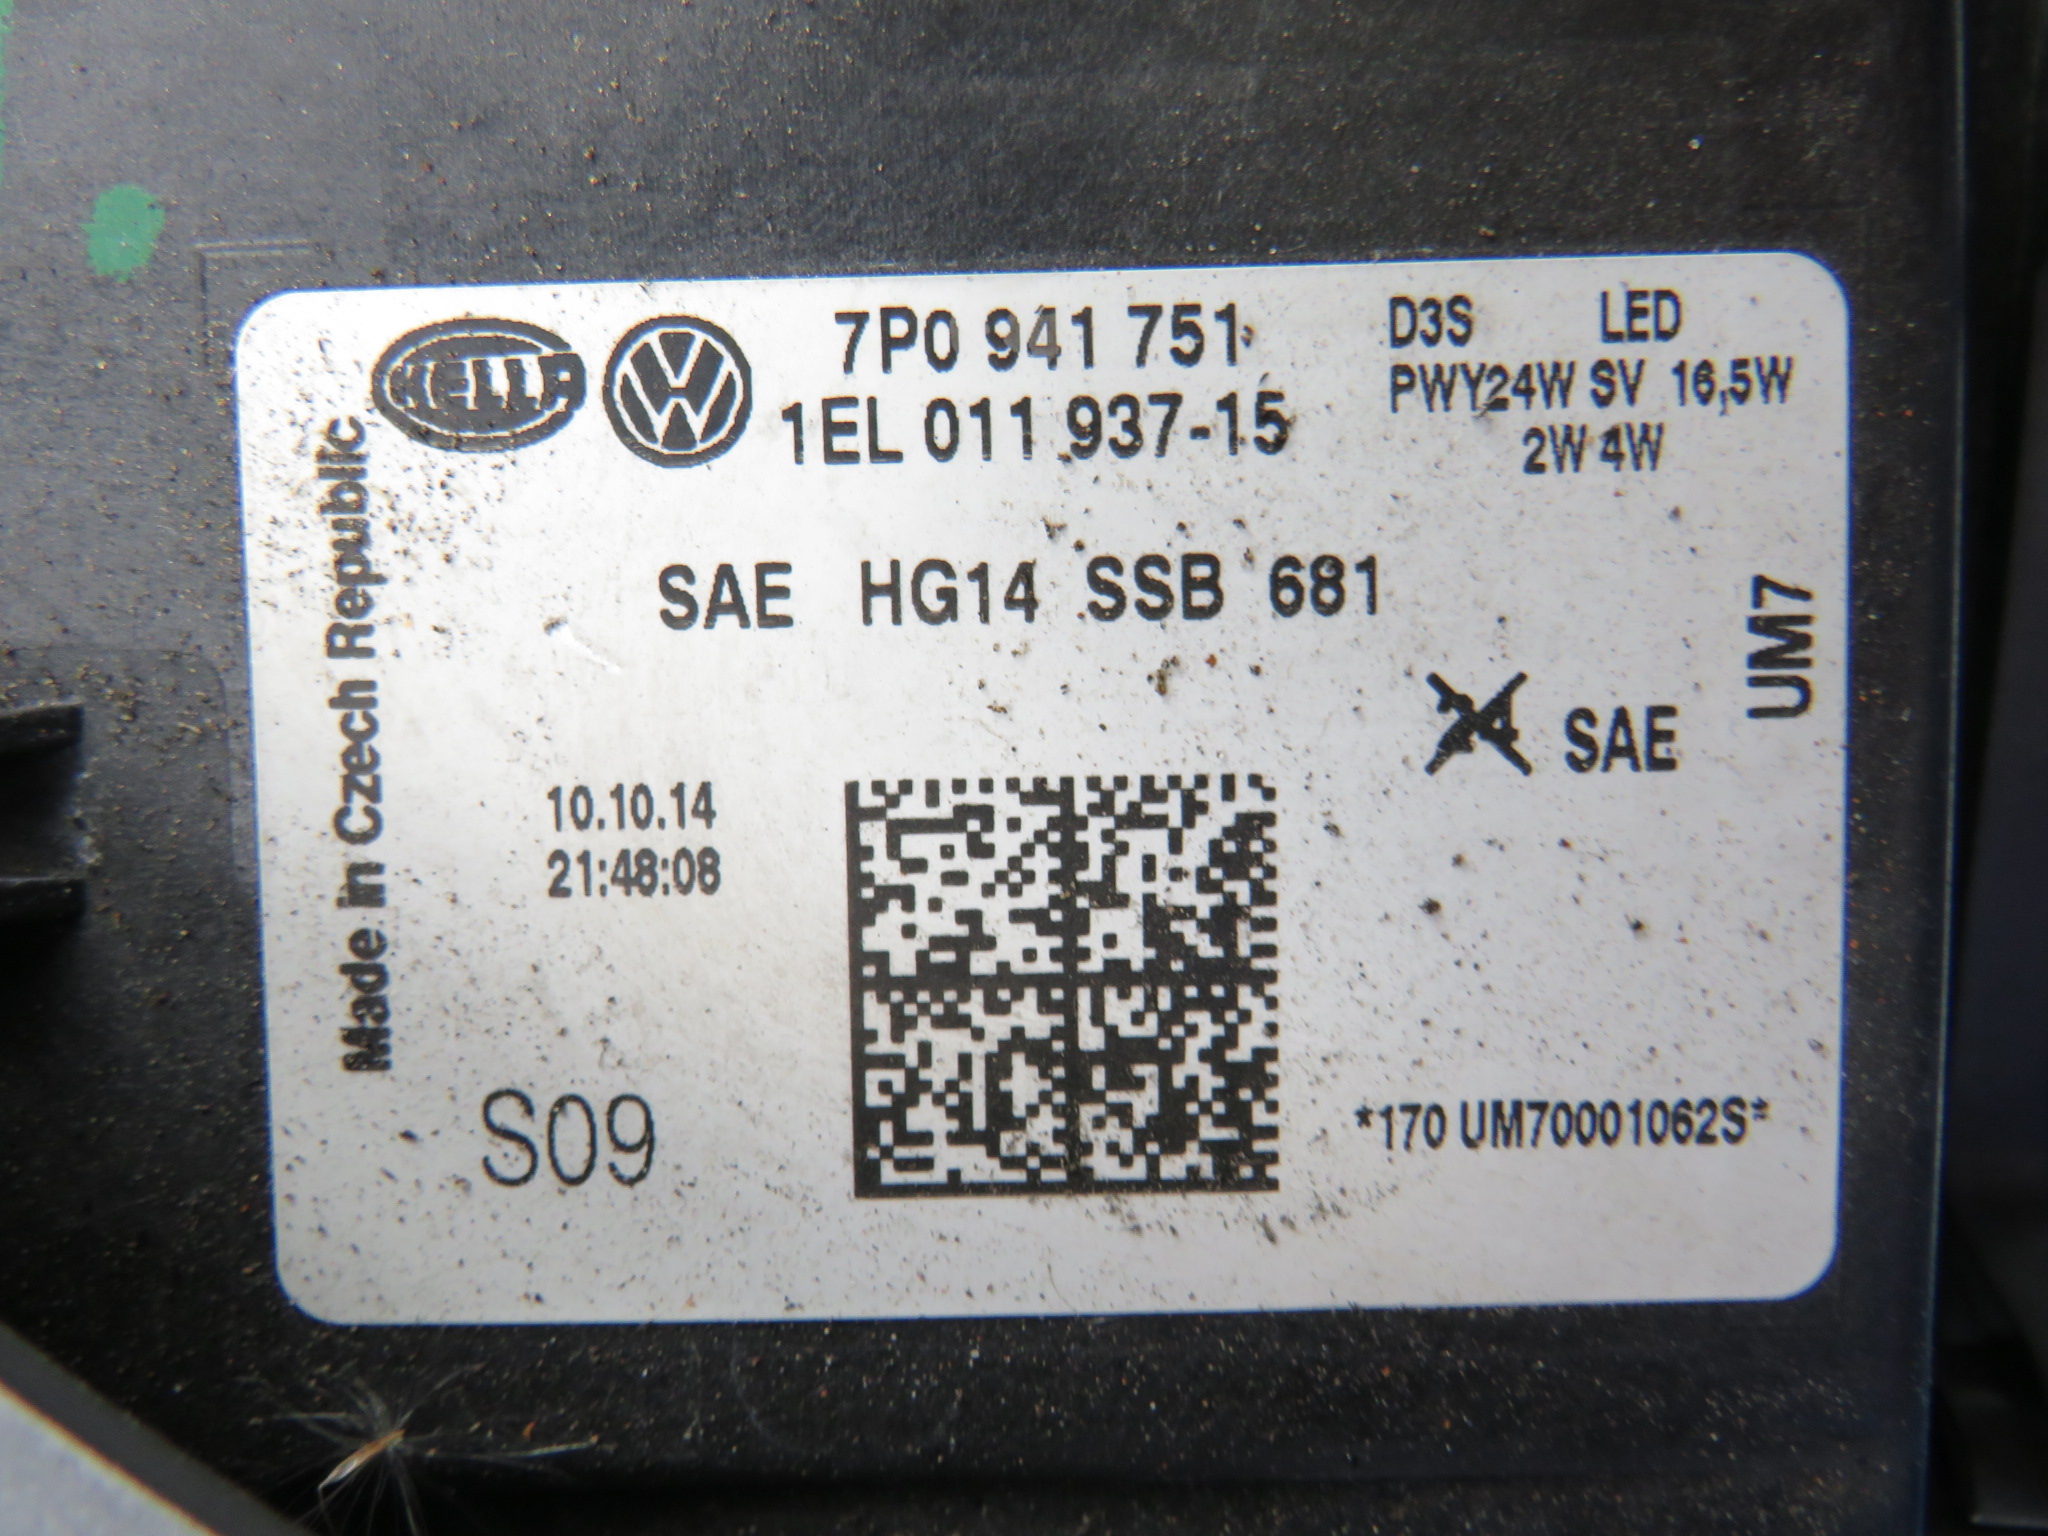 HELLA
7P0 941 751
1EL 011 937-15
D3S LED
PWY24W SV 16,5W
2W 4W
SAE HG14 SSB 681
SAE
UM7
Made in Czech Republic
10.10.14
21:48:08
S09
*170 UM70001062S*